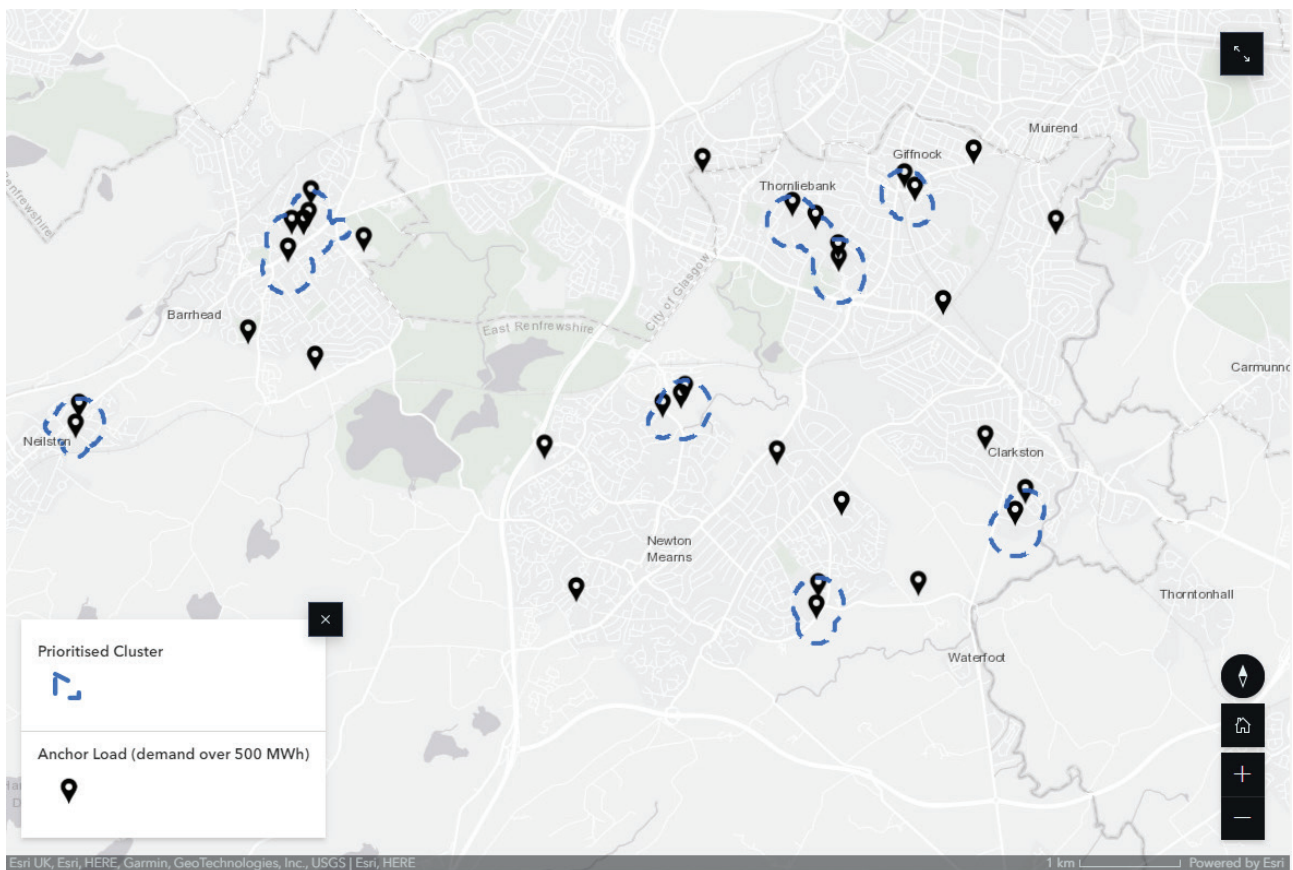 Muirend
Giffnock
Thornliebank
Renfrewshire
City of Glasgow
Barrhead
East Renfrewshire
Carmunno
Neilston
Clarkston
Newton
Mearns
Thorntonhall
Waterfoot
Prioritised Cluster
Anchor Load (demand over 500 MWh)
Esri UK, Esri, HERE, Garmin, GeoTechnologies, Inc., USGS | Esri, HERE
1 km
Powered by Esri